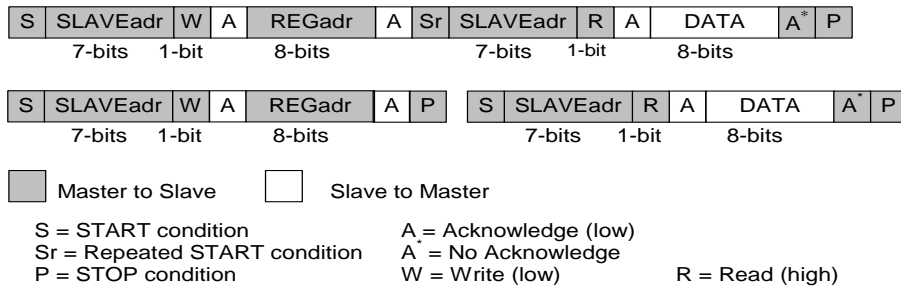 S SLAVEadr W A REGadr A Sr SLAVEadr R A DATA A* P
7-bits 1-bit 8-bits 7-bits 1-bit 8-bits
S SLAVEadr W A REGadr A P S SLAVEadr R A DATA A* P
7-bits 1-bit 8-bits 7-bits 1-bit 8-bits
Master to Slave Slave to Master
S = START condition A = Acknowledge (low)
Sr = Repeated START condition A* = No Acknowledge
P = STOP condition W = Write (low) R = Read (high)